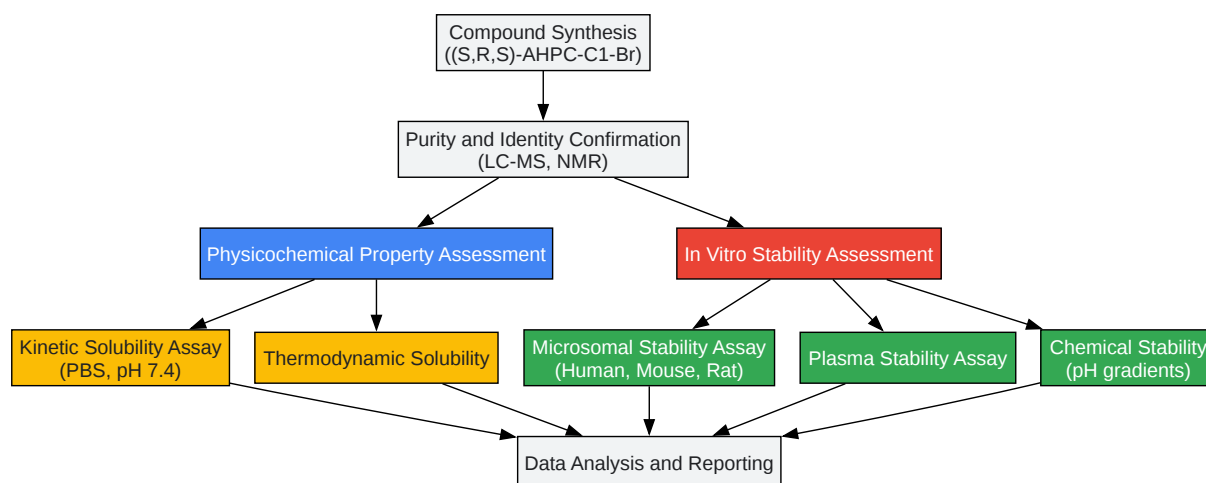 Compound Synthesis
((S,R,S)-AHPC-C1-Br)
Purity and Identity Confirmation
(LC-MS, NMR)
Physicochemical Property Assessment
In Vitro Stability Assessment
Kinetic Solubility Assay
(PBS, pH 7.4)
Thermodynamic Solubility
Microsomal Stability Assay
(Human, Mouse, Rat)
Plasma Stability Assay
Chemical Stability
(pH gradients)
Data Analysis and Reporting